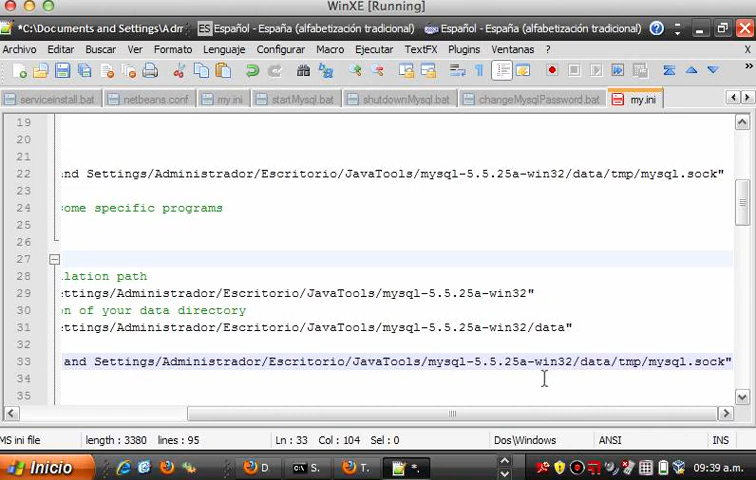 WinXE [Running]
*C:\Documents and Settings\Adm
ES Español - España (alfabetización tradicional)
Español - España (alfabetización tradicional)
Archivo Editar Buscar Ver Formato Lenguaje Configurar Macro Ejecutar TextFX Plugins Ventanas ?
serviceinstall.bat netbeans.conf my.ini startMysql.bat shutdownMysql.bat changeMysqlPassword.bat my.ini
19
20
21
22 and Settings/Administrador/Escritorio/JavaTools/mysql-5.5.25a-win32/data/tmp/mysql.sock"
23
24 some specific programs
25
26
27
28 llation path
29 ettings/Administrador/Escritorio/JavaTools/mysql-5.5.25a-win32"
30 on of your data directory
31 ettings/Administrador/Escritorio/JavaTools/mysql-5.5.25a-win32/data"
32
33 and Settings/Administrador/Escritorio/JavaTools/mysql-5.5.25a-win32/data/tmp/mysql.sock"
34
35
MS ini file length : 3380 lines : 95 Ln : 33 Col : 104 Sel : 0 Dos\Windows ANSI INS
Inicio D S. T. *. 09:39 a.m.